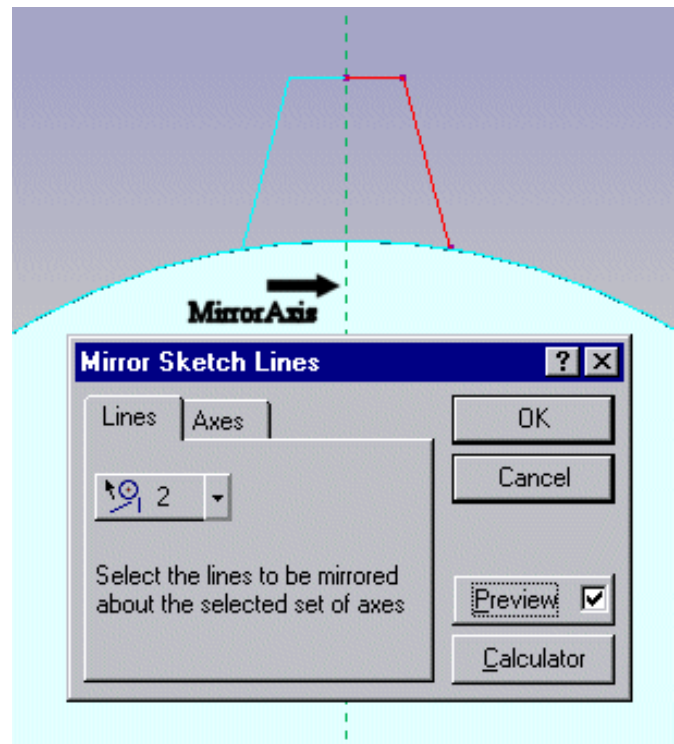 MirrorAxis
Mirror Sketch Lines
Lines
Axes
OK
Cancel
2
Select the lines to be mirrored
about the selected set of axes
Preview
Calculator